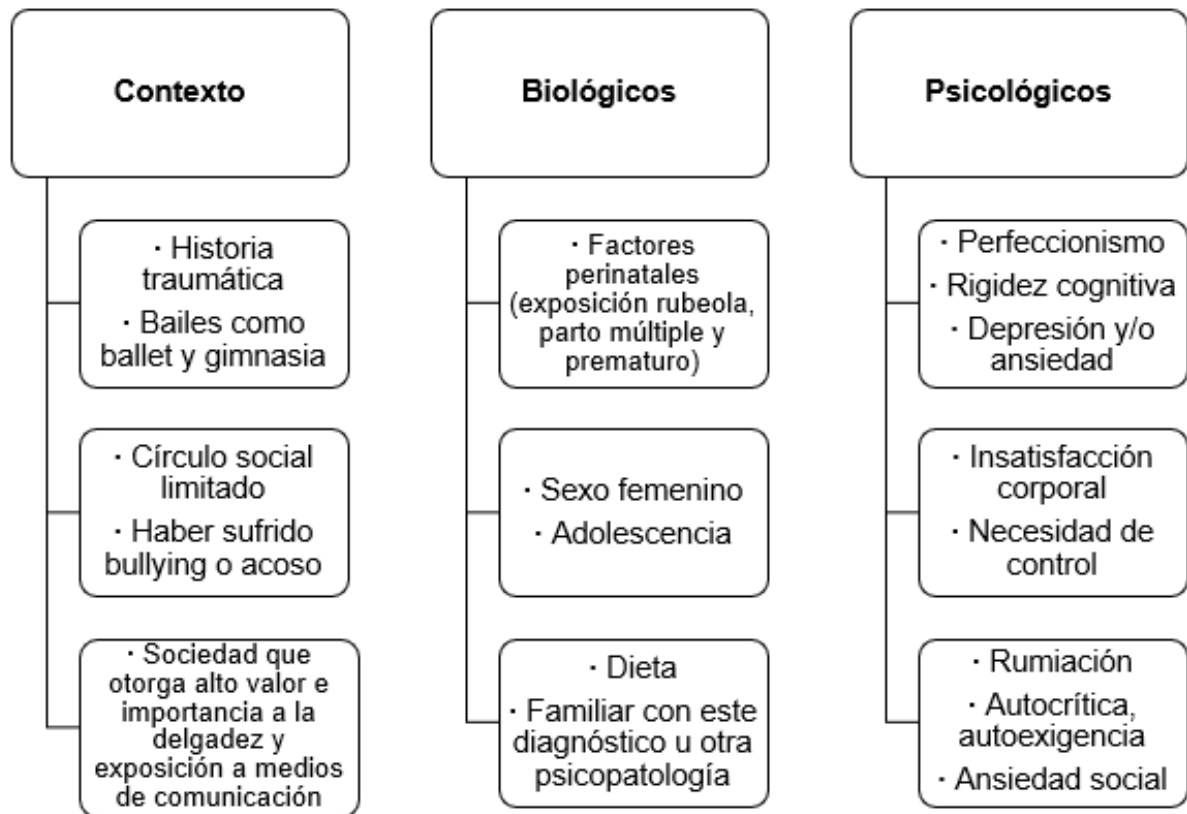 Contexto
· Historia
traumática
· Bailes como
ballet y gimnasia
· Círculo social
limitado
· Haber sufrido
bullying o acoso
· Sociedad que
otorga alto valor e
importancia a la
delgadez y
exposición a medios
de comunicación
Biológicos
· Factores
perinatales
(exposición rubeola,
parto múltiple y
prematuro)
· Sexo femenino
· Adolescencia
· Dieta
· Familiar con este
diagnóstico u otra
psicopatología
Psicológicos
· Perfeccionismo
· Rigidez cognitiva
· Depresión y/o
ansiedad
· Insatisfacción
corporal
· Necesidad de
control
· Rumiación
· Autocrítica,
autoexigencia
· Ansiedad social